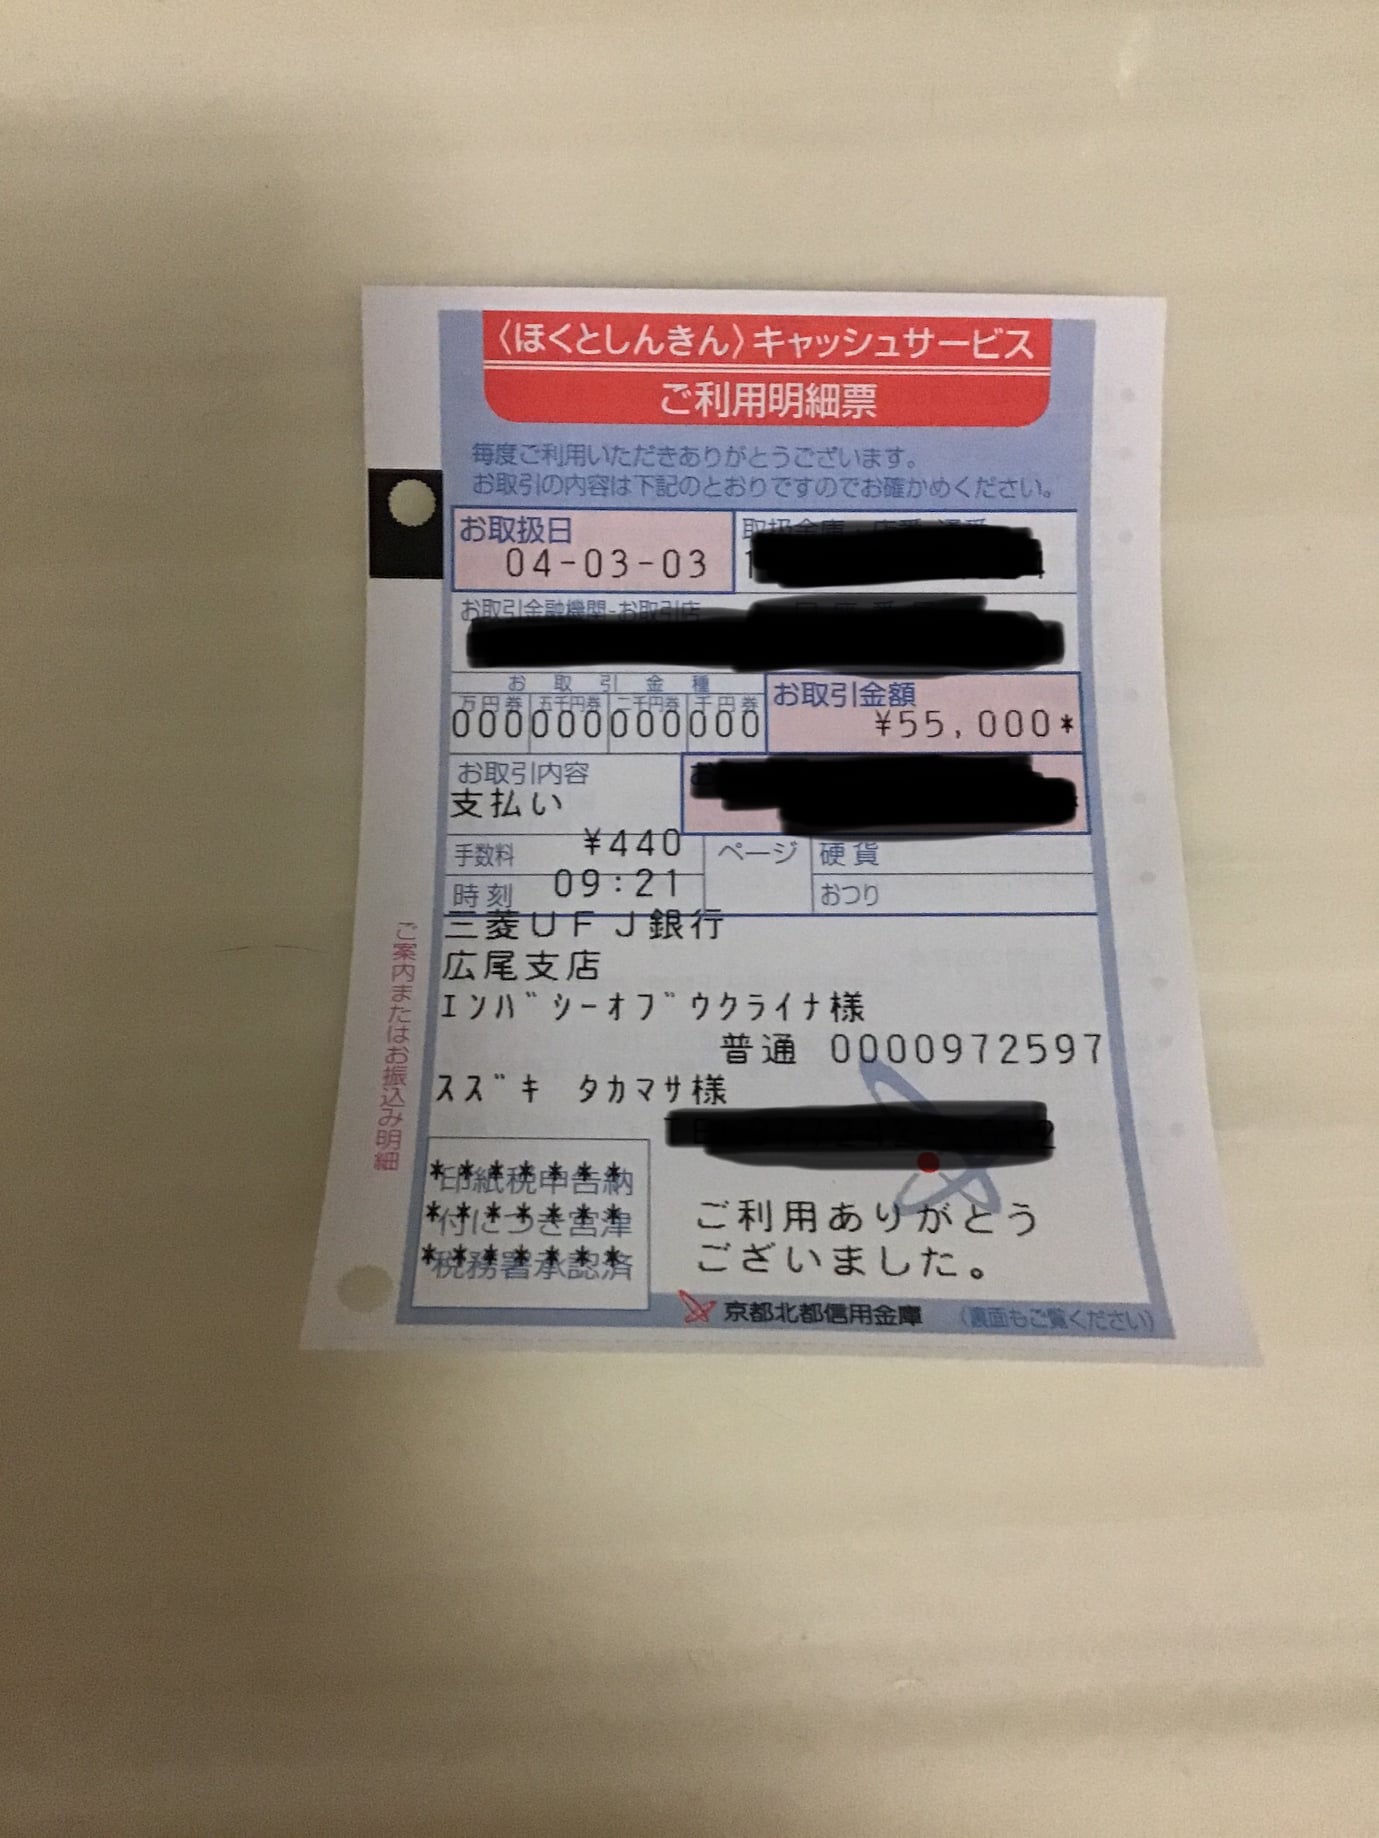 〈ほくとしんきん〉キャッシュサービス
ご利用明細票
毎度ご利用いただきありがとうございます。
お取引の内容は下記のとおりですのでお確かめください。
お取扱日
04-03-03
お取引金融機関-お取引店
お取引金種
万円券 五千円券 二千円券 千円券
000 000 000 000
お取引金額
¥55,000*
お取引内容
支払い
手数料 ¥440
時刻 09:21
ページ
硬貨
おつり
三菱UFJ銀行
広尾支店
エンバシーオブウクライナ様
普通 0000972597
スズキ タカマサ様
*******
印紙税申告納
*******
付につき宮津
*******
税務署承認済
ご利用ありがとう
ございました。
京都北都信用金庫 (裏面もご覧ください)
ご案内またはお振込み明細